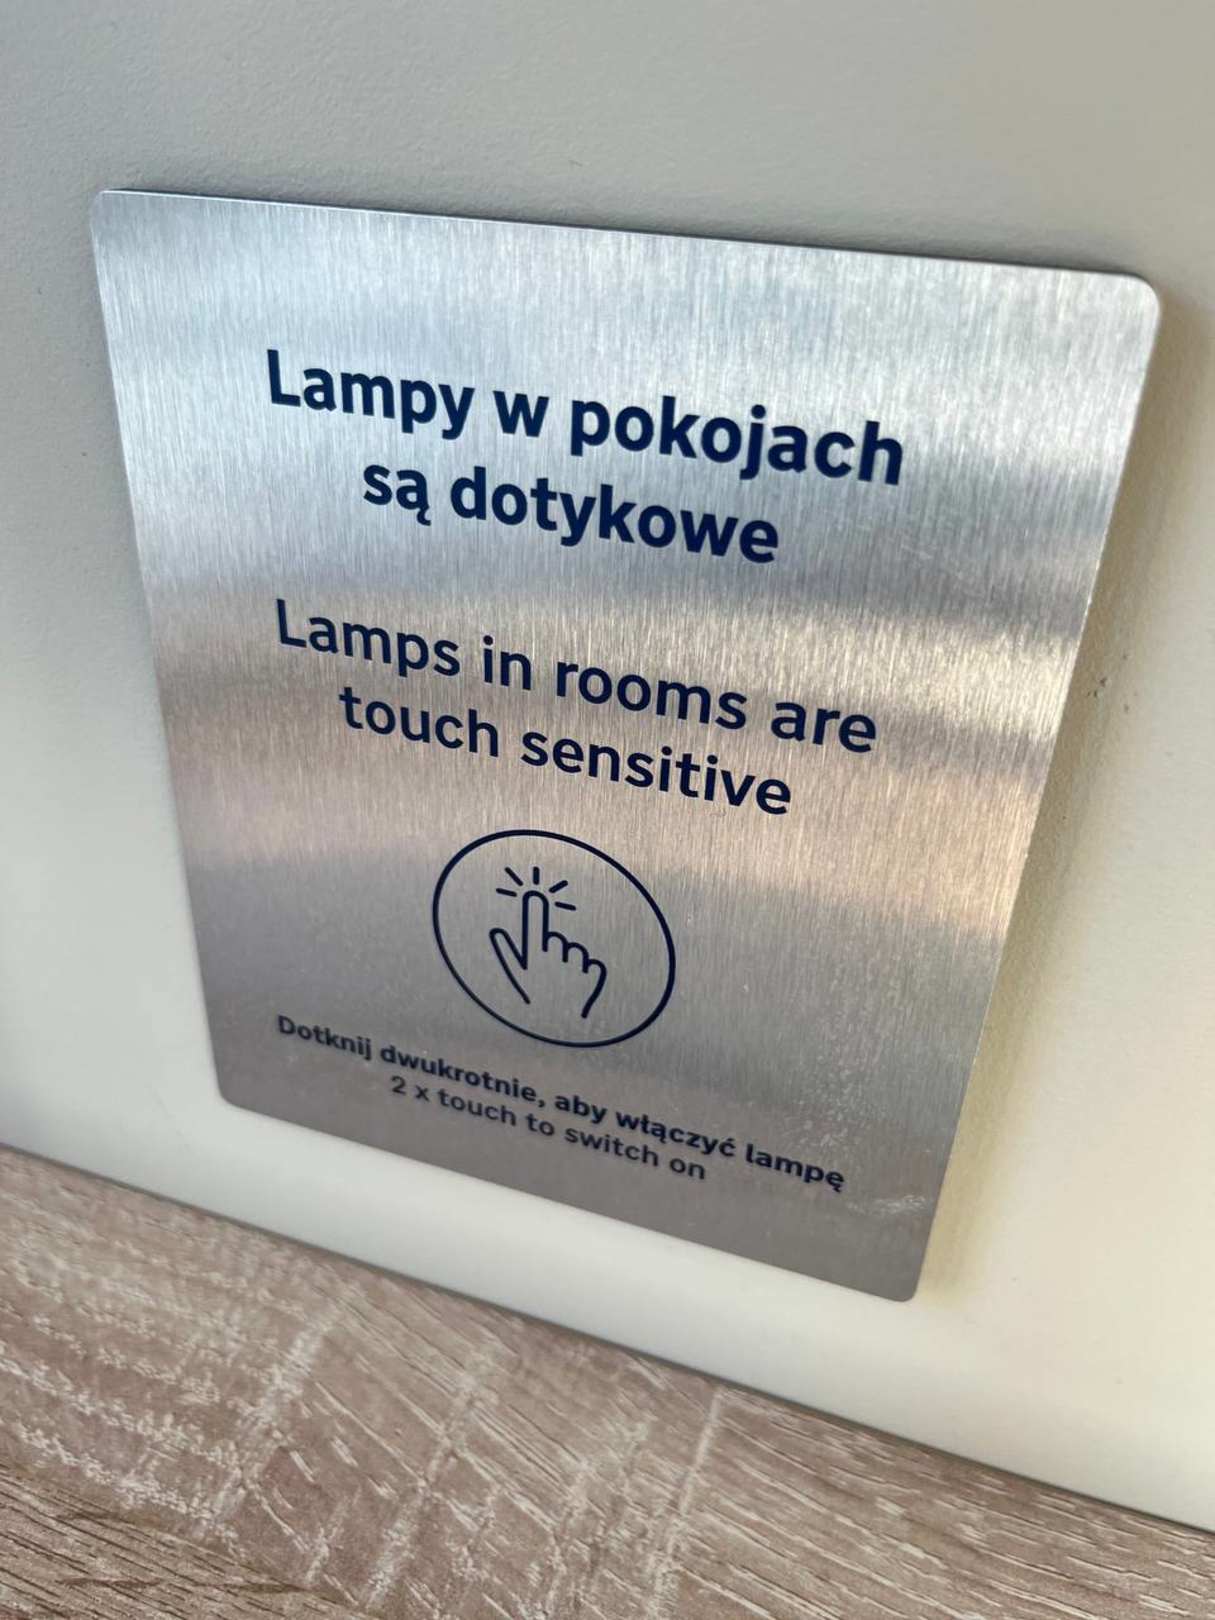 Lampy w pokojach
są dotykowe
Lamps in rooms are
touch sensitive
Dotknij dwukrotnie, aby włączyć lampę
2 x touch to switch on